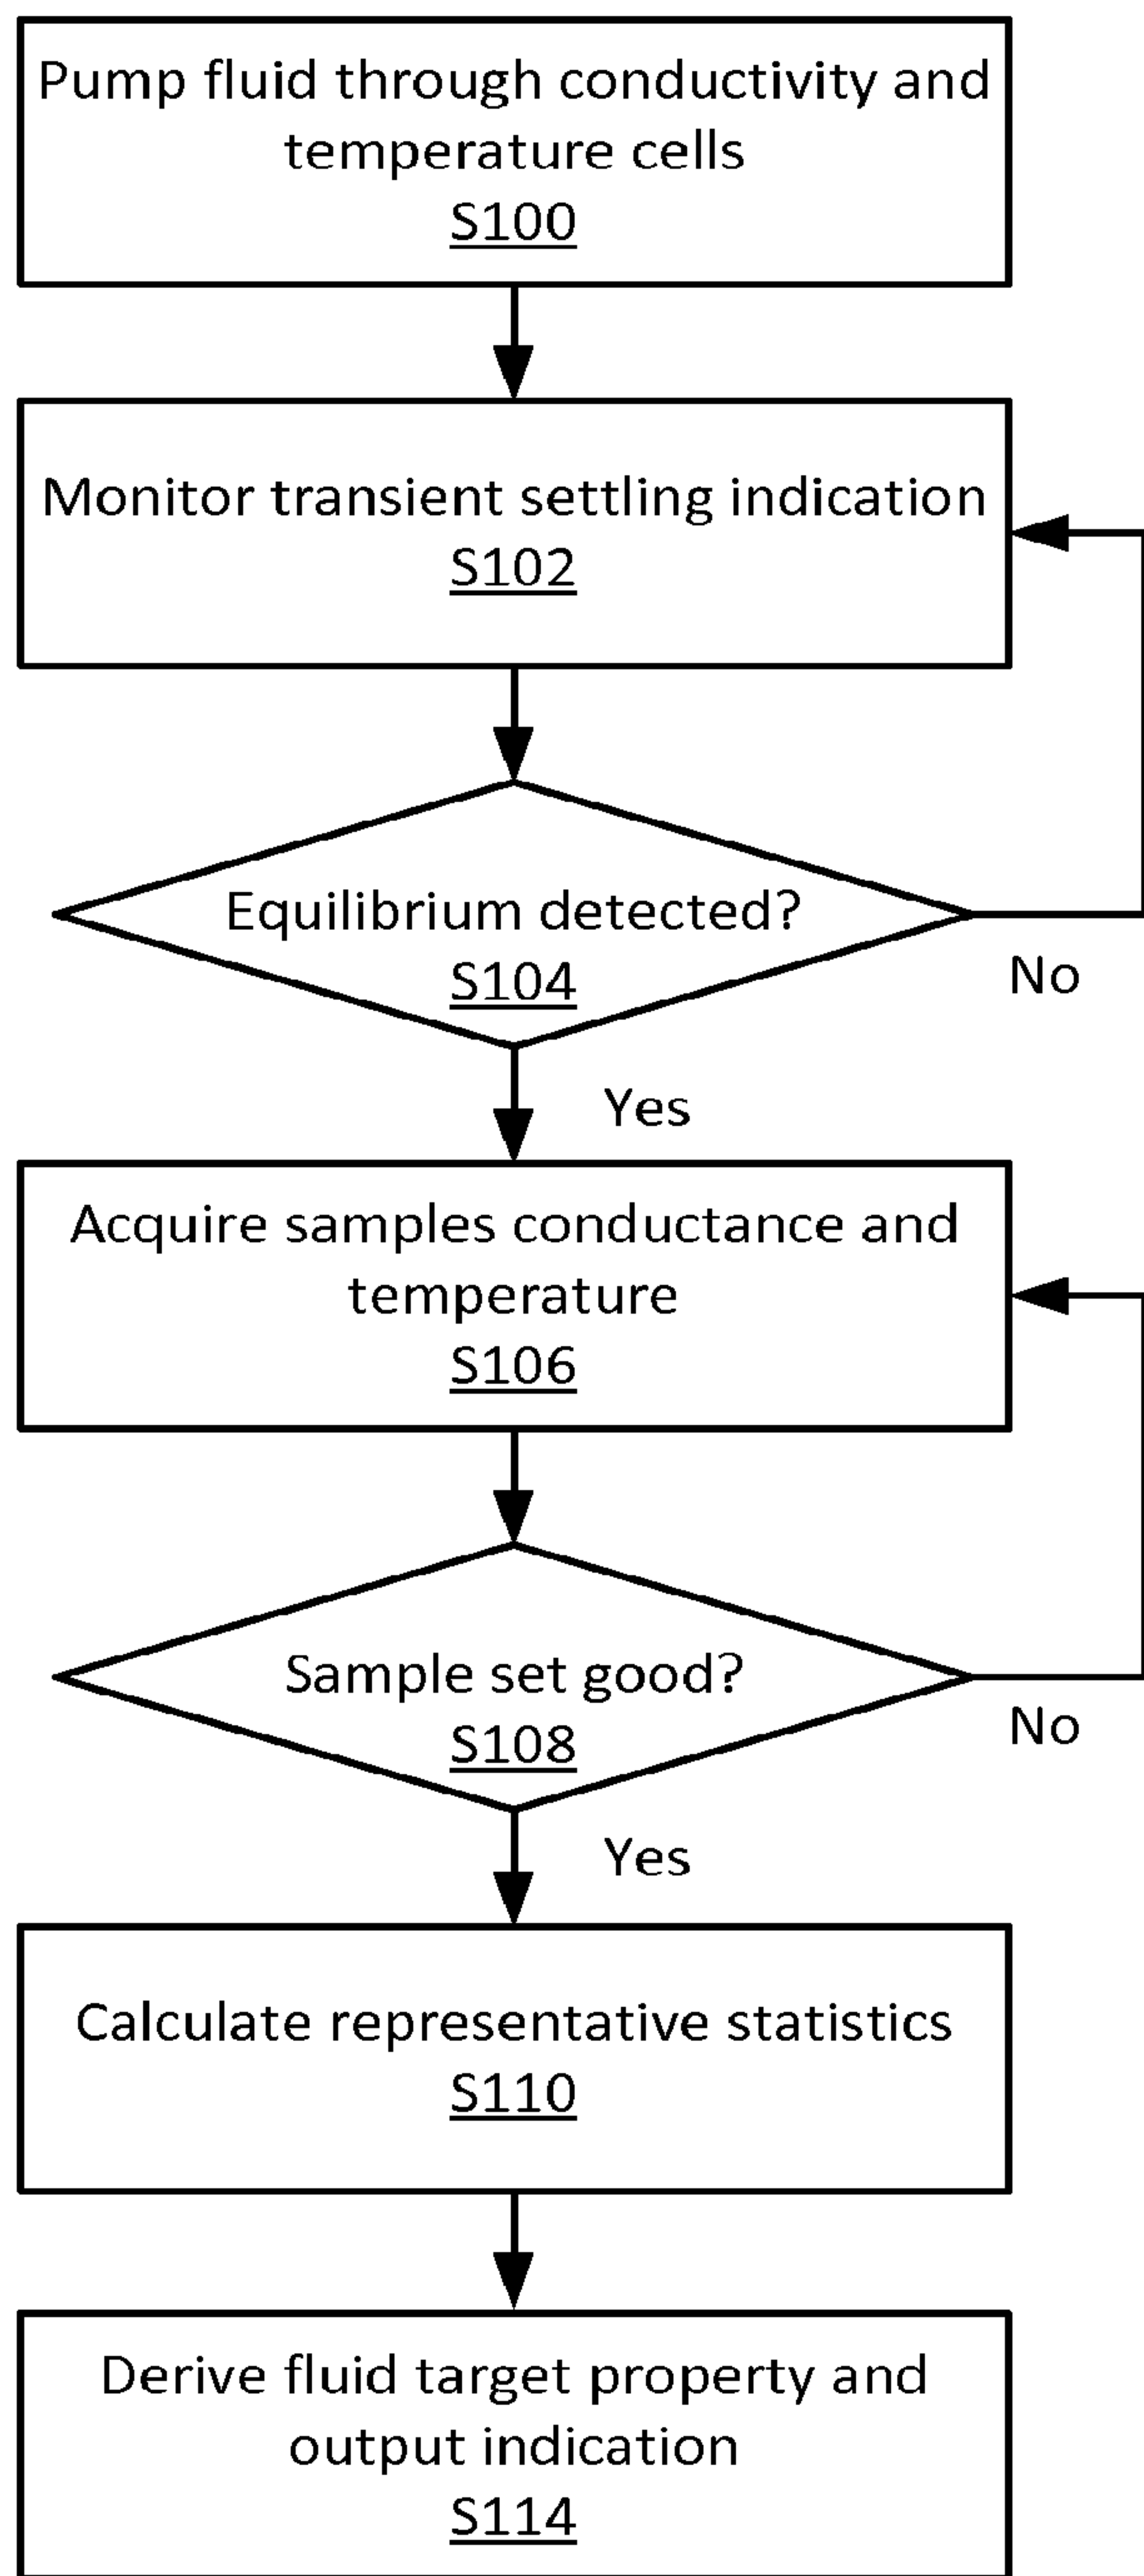 Pump fluid through conductivity and
temperature cells
S100
Monitor transient settling indication
S102
Equilibrium detected?
S104
No
Yes
Acquire samples conductance and
temperature
S106
Sample set good?
S108
No
Yes
Calculate representative statistics
S110
Derive fluid target property and
output indication
S114